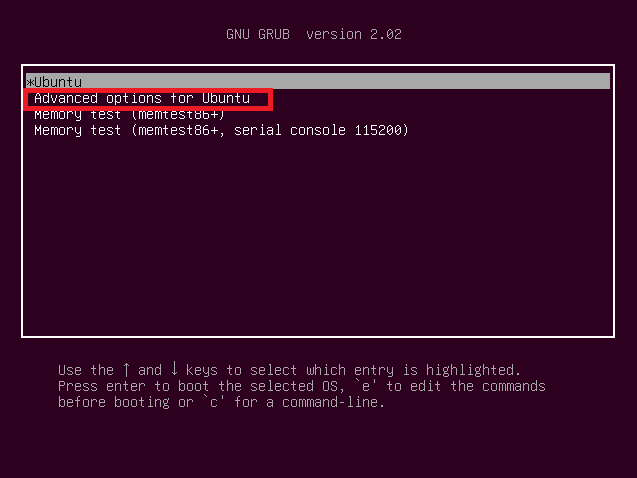 GNU GRUB  version 2.02
*Ubuntu
Advanced options for Ubuntu
Memory test (memtest86+)
Memory test (memtest86+, serial console 115200)
Use the ↑ and ↓ keys to select which entry is highlighted.
Press enter to boot the selected OS, `e' to edit the commands
before booting or `c' for a command-line.